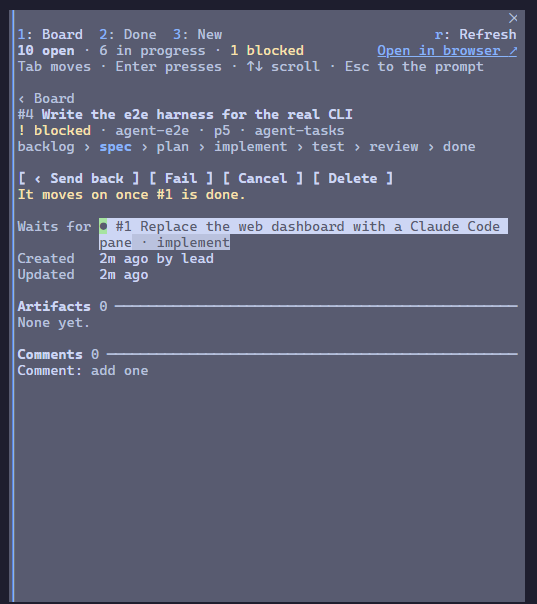 ×
1: Board 2: Done 3: New r: Refresh
10 open · 6 in progress · 1 blocked Open in browser ↗
Tab moves · Enter presses · ↑↓ scroll · Esc to the prompt
‹ Board
#4 Write the e2e harness for the real CLI
! blocked · agent-e2e · p5 · agent-tasks
backlog › spec › plan › implement › test › review › done
[ ‹ Send back ] [ Fail ] [ Cancel ] [ Delete ]
It moves on once #1 is done.
Waits for ● #1 Replace the web dashboard with a Claude Code
pane · implement
Created 2m ago by lead
Updated 2m ago
Artifacts 0
None yet.
Comments 0
Comment: add one